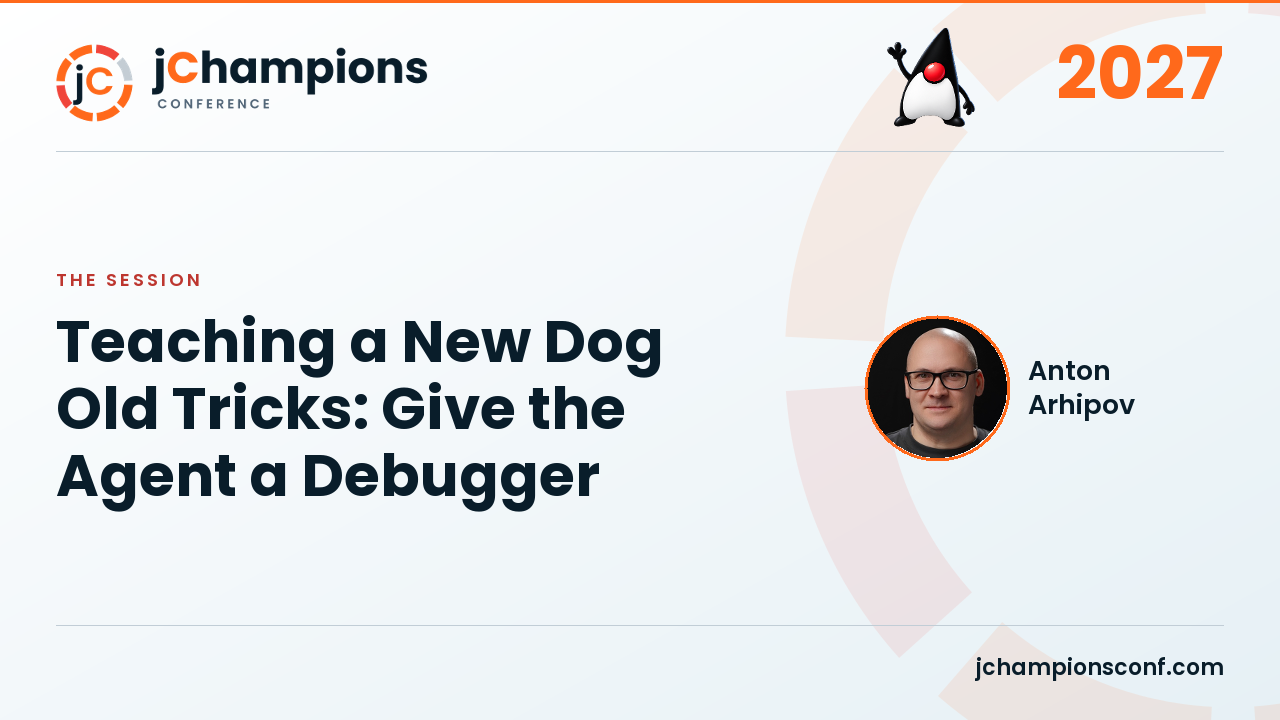 jC
jChampions
CONFERENCE
2027
THE SESSION
Teaching a New Dog
Old Tricks: Give the
Agent a Debugger
Anton
Arhipov
jchampionsconf.com